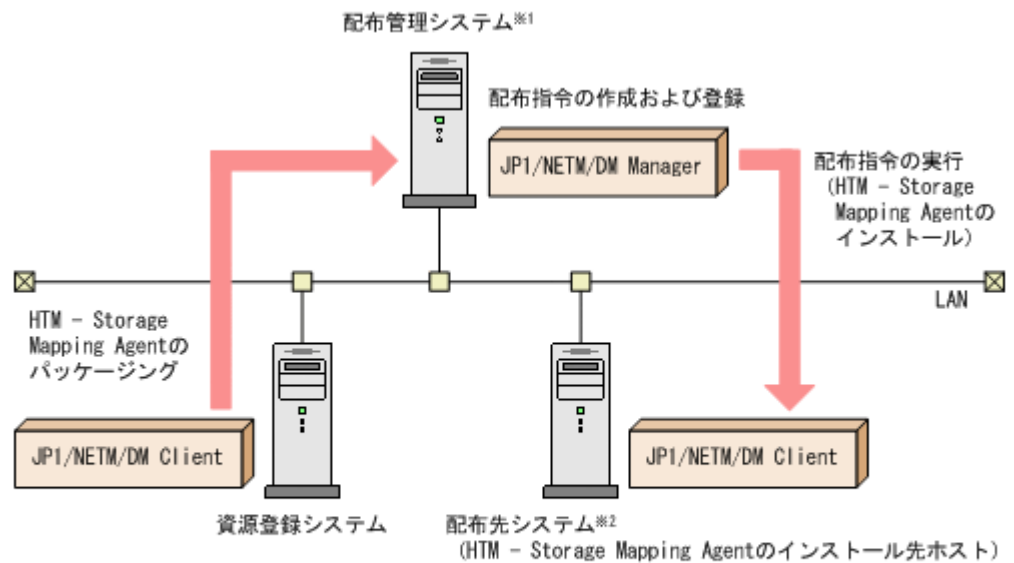 配布管理システム※1
配布指令の作成および登録
JP1/NETM/DM Manager
配布指令の実行
(HTM - Storage
Mapping Agentの
インストール)
LAN
HTM - Storage
Mapping Agentの
パッケージング
JP1/NETM/DM Client
JP1/NETM/DM Client
資源登録システム
配布先システム※2
(HTM - Storage Mapping Agentのインストール先ホスト)